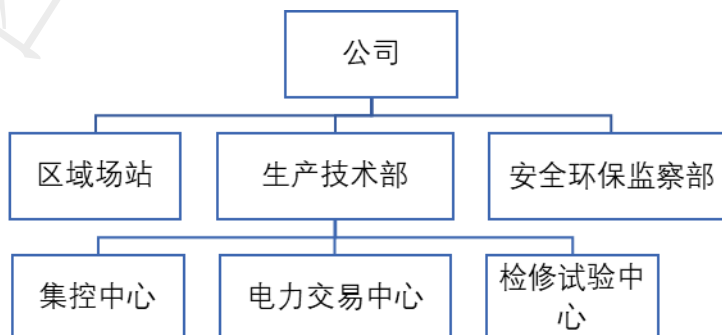 公司
区域场站
生产技术部
安全环保监察部
集控中心
电力交易中心
检修试验中
心